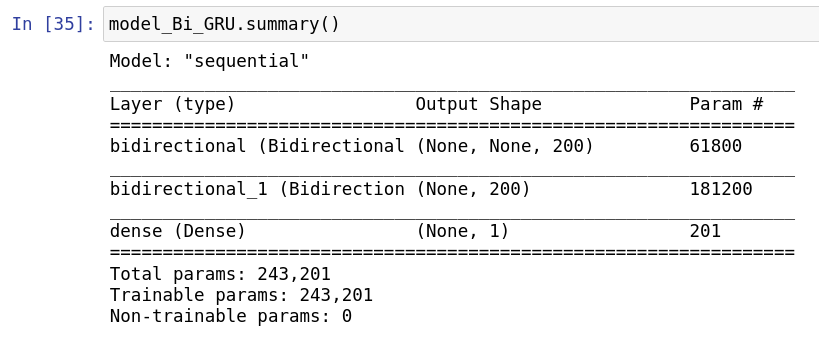 In [35]: model_Bi_GRU.summary()
Model: "sequential"
_________________________________________________________________
Layer (type)                 Output Shape              Param #
=================================================================
bidirectional (Bidirectional (None, None, 200)         61800
_________________________________________________________________
bidirectional_1 (Bidirection (None, 200)               181200
_________________________________________________________________
dense (Dense)                (None, 1)                 201
=================================================================
Total params: 243,201
Trainable params: 243,201
Non-trainable params: 0